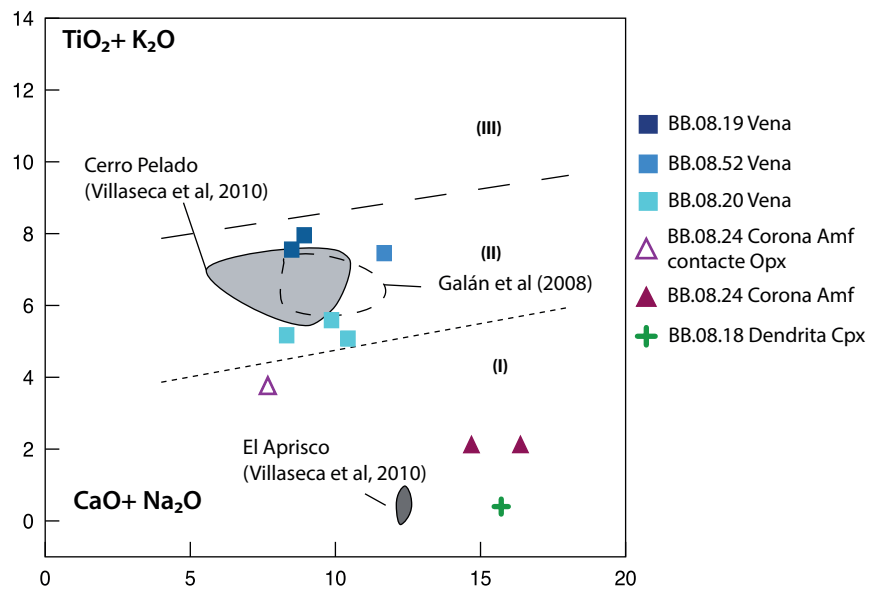 14
12
10
8
6
4
2
0
TiO₂+ K₂O
(III)
Cerro Pelado
(Villaseca et al, 2010)
(II)
Galán et al (2008)
(I)
El Aprisco
(Villaseca et al, 2010)
CaO+ Na₂O
0 5 10 15 20
BB.08.19 Vena
BB.08.52 Vena
BB.08.20 Vena
BB.08.24 Corona Amf
contacte Opx
BB.08.24 Corona Amf
BB.08.18 Dendrita Cpx